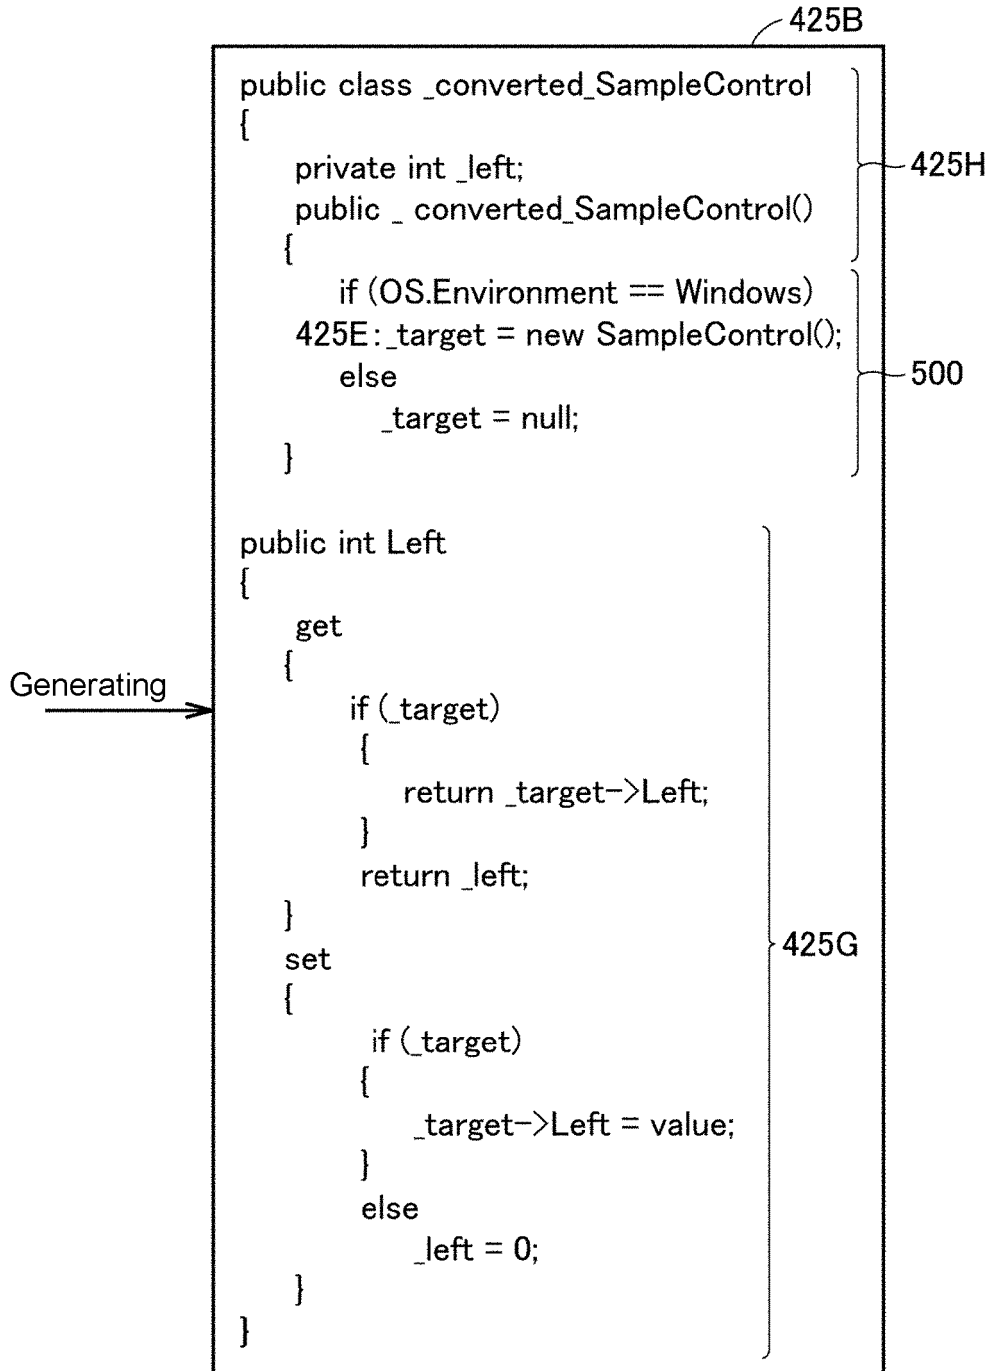 425B
public class _converted_SampleControl
{
private int _left;
425H
public _ converted_SampleControl()
{
if (OS.Environment == Windows)
425E:_target = new SampleControl();
else
500
_target = null;
}
public int Left
{
get
{
Generating
if (_target)
{
return _target->Left;
}
return _left;
}
425G
set
{
if (_target)
{
_target->Left = value;
}
else
_left = 0;
}
}